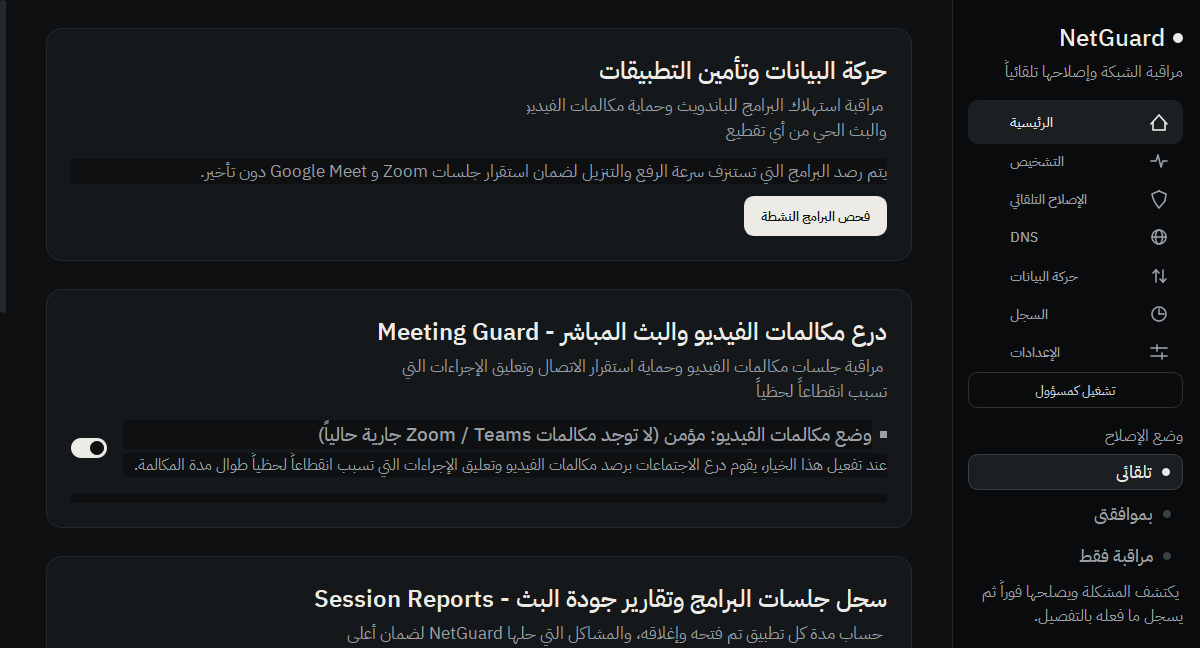 NetGuard
مراقبة الشبكة وإصلاحها تلقائياً
الرئيسية
التشخيص
الإصلاح التلقائي
DNS
حركة البيانات
السجل
الإعدادات
تشغيل كمسؤول
وضع الإصلاح
تلقائى
بموافقتى
مراقبة فقط
يكتشف المشكلة ويصلحها فوراً ثم
يسجل ما فعله بالتفصيل.
حركة البيانات وتأمين التطبيقات
مراقبة استهلاك البرامج للباندويث وحماية مكالمات الفيديو
والبث الحي من أي تقطيع
يتم رصد البرامج التي تستنزف سرعة الرفع والتنزيل لضمان استقرار جلسات Zoom و Google Meet دون تأخير.
فحص البرامج النشطة
درع مكالمات الفيديو والبث المباشر - Meeting Guard
مراقبة جلسات مكالمات الفيديو وحماية استقرار الاتصال وتعليق الإجراءات التي
تسبب انقطاعاً لحظياً
وضع مكالمات الفيديو: مؤمن (لا توجد مكالمات Zoom / Teams جارية حالياً)
عند تفعيل هذا الخيار، يقوم درع الاجتماعات برصد مكالمات الفيديو وتعليق الإجراءات التي تسبب انقطاعاً لحظياً طوال مدة المكالمة.
سجل جلسات البرامج وتقارير جودة البث - Session Reports
حساب مدة كل تطبيق تم فتحه وإغلاقه، والمشاكل التي حلها NetGuard لضمان أعلى